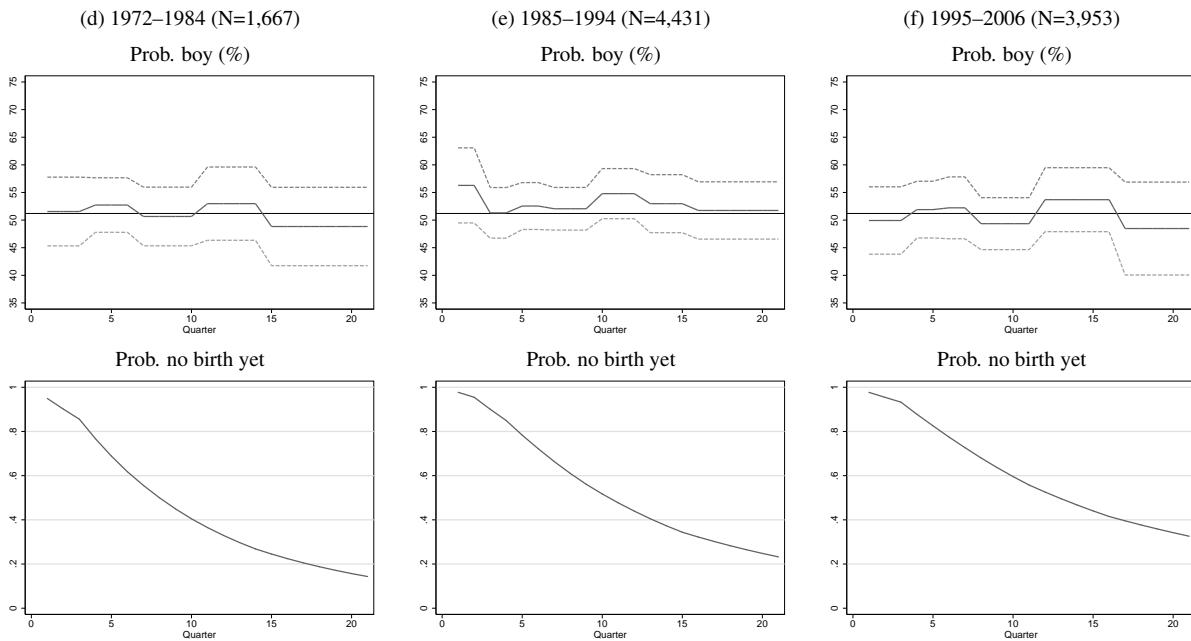 (d) 1972–1984 (N=1,667)
(e) 1985–1994 (N=4,431)
(f) 1995–2006 (N=3,953)
Prob. boy (%)
Prob. boy (%)
Prob. boy (%)
75
70
65
60
55
50
45
40
35
0 5 10 15 20
Quarter
75
70
65
60
55
50
45
40
35
0 5 10 15 20
Quarter
75
70
65
60
55
50
45
40
35
0 5 10 15 20
Quarter
Prob. no birth yet
Prob. no birth yet
Prob. no birth yet
1
.8
.6
.4
.2
0
0 5 10 15 20
Quarter
1
.8
.6
.4
.2
0
0 5 10 15 20
Quarter
1
.8
.6
.4
.2
0
0 5 10 15 20
Quarter